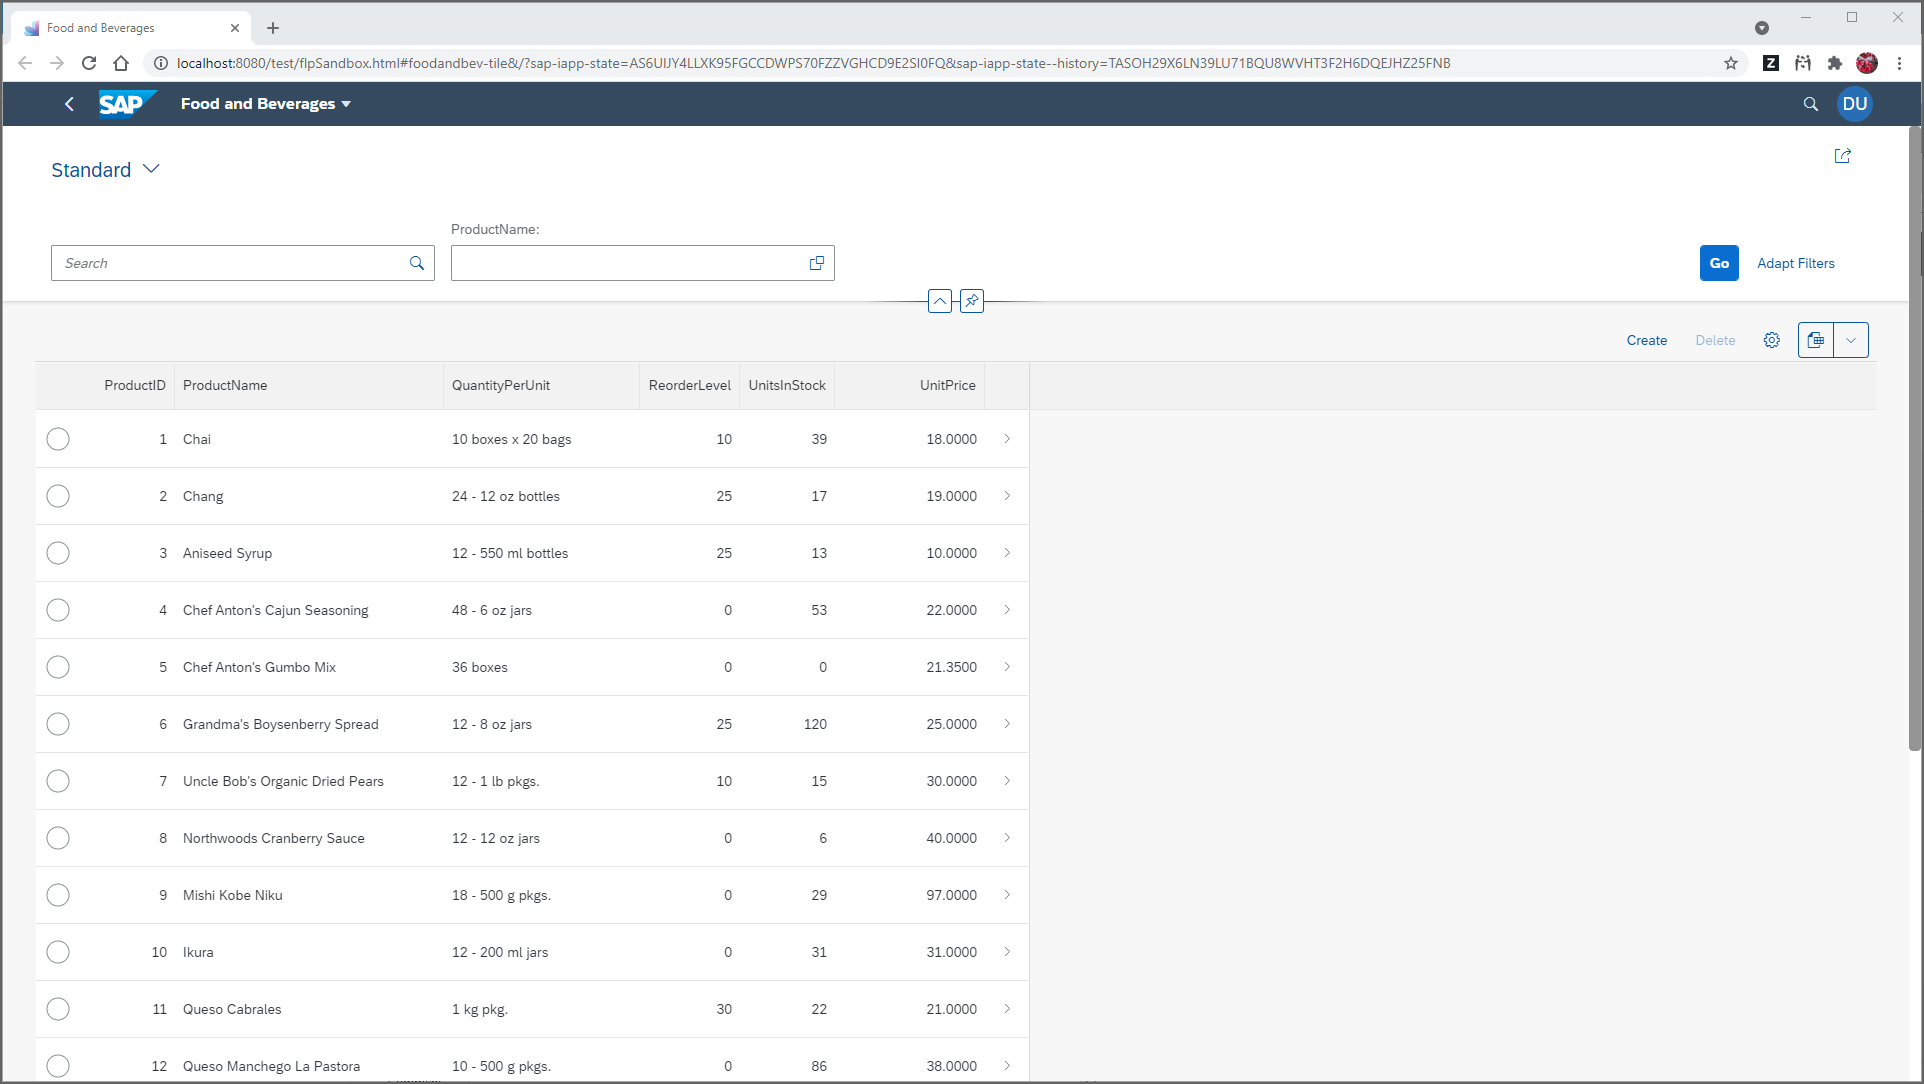 Food and Beverages
localhost:8080/test/flpSandbox.html#foodandbev-tile&/?sap-iapp-state=AS6UIJY4LLXK95FGCCDWPS70FZZVGHCD9E2SI0FQ&sap-iapp-state--history=TASOH29X6LN39LU71BQU8WVHT3F2H6DQEJHZ25FNB
Z
SAP Food and Beverages DU
Standard
ProductName:
Search Go Adapt Filters
Create Delete
ProductID ProductName QuantityPerUnit ReorderLevel UnitsInStock UnitPrice
1 Chai 10 boxes x 20 bags 10 39 18.0000
2 Chang 24 - 12 oz bottles 25 17 19.0000
3 Aniseed Syrup 12 - 550 ml bottles 25 13 10.0000
4 Chef Anton's Cajun Seasoning 48 - 6 oz jars 0 53 22.0000
5 Chef Anton's Gumbo Mix 36 boxes 0 0 21.3500
6 Grandma's Boysenberry Spread 12 - 8 oz jars 25 120 25.0000
7 Uncle Bob's Organic Dried Pears 12 - 1 lb pkgs. 10 15 30.0000
8 Northwoods Cranberry Sauce 12 - 12 oz jars 0 6 40.0000
9 Mishi Kobe Niku 18 - 500 g pkgs. 0 29 97.0000
10 Ikura 12 - 200 ml jars 0 31 31.0000
11 Queso Cabrales 1 kg pkg. 30 22 21.0000
12 Queso Manchego La Pastora 10 - 500 g pkgs. 0 86 38.0000